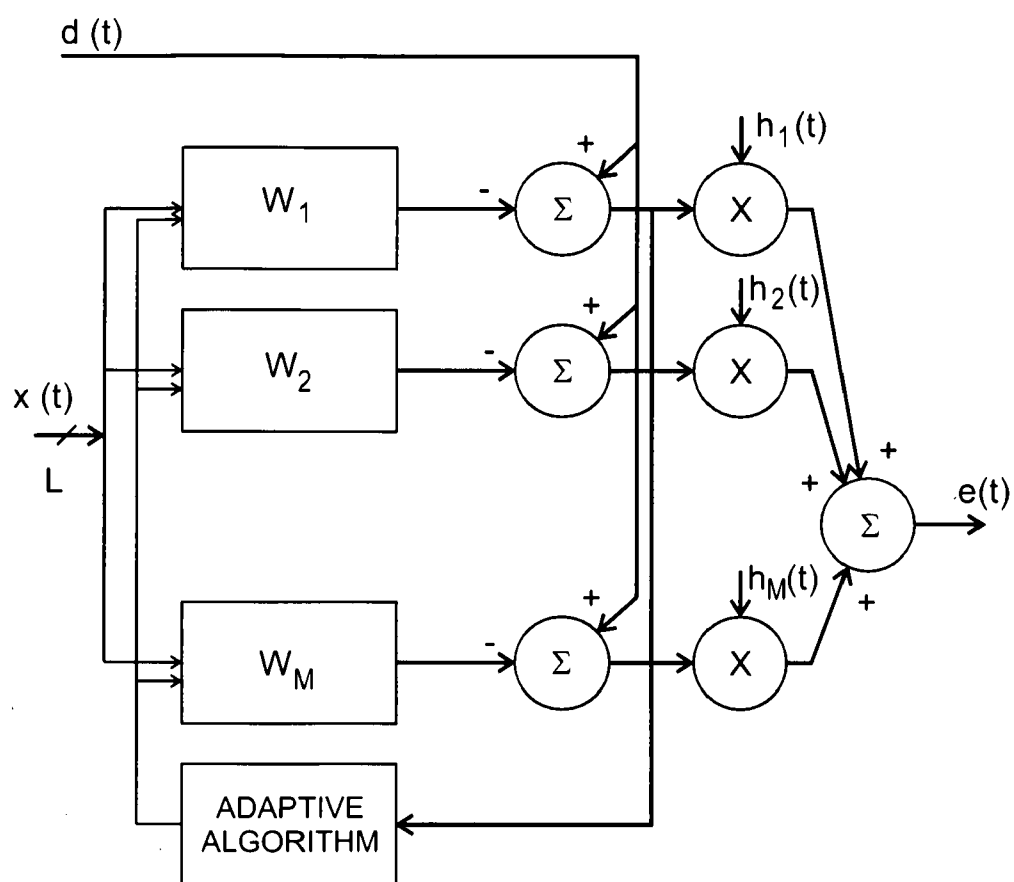 d (t)
+
h₁(t)
W₁
-
Σ
X
+
h₂(t)
W₂
-
Σ
X
x (t)
L
+
+
Σ
e(t)
+
hM(t)
+
WM
-
Σ
X
ADAPTIVE
ALGORITHM